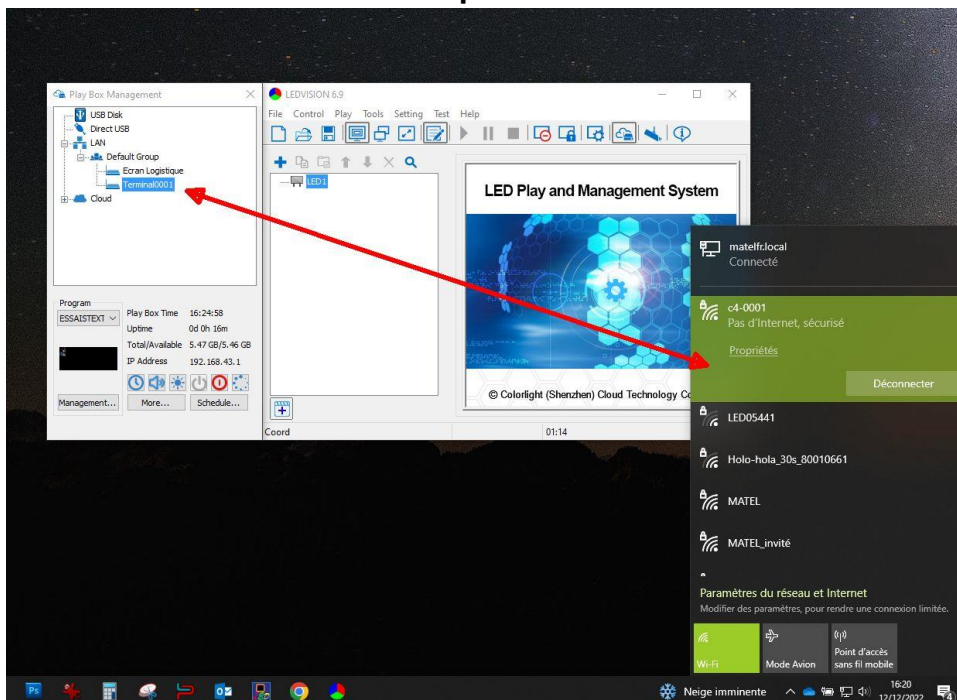 Play Box Management
USB Disk
Direct USB
LAN
Default Group
Ecran Logistique
Terminal0001
Cloud
Program
ESSAISTEXT
Play Box Time 16:24:58
Uptime 0d 0h 16m
Total/Available 5.47 GB/5.46 GB
IP Address 192.168.43.1
Management... More... Schedule...
LEDVISION 6.9
File Control Play Tools Setting Test Help
LED1
LED Play and Management System
© Colorlight (Shenzhen) Cloud Technology Co
Coord 01:14
matelfr.local
Connecté
c4-0001
Pas d'Internet, sécurisé
Propriétés
Déconnecter
LED05441
Holo-hola_30s_80010661
MATEL
MATEL_invité
Paramètres du réseau et Internet
Modifier des paramètres, pour rendre une connexion limitée.
Wi-Fi
Mode Avion
Point d'accès
sans fil mobile
Neige imminente
16:20
12/12/2022